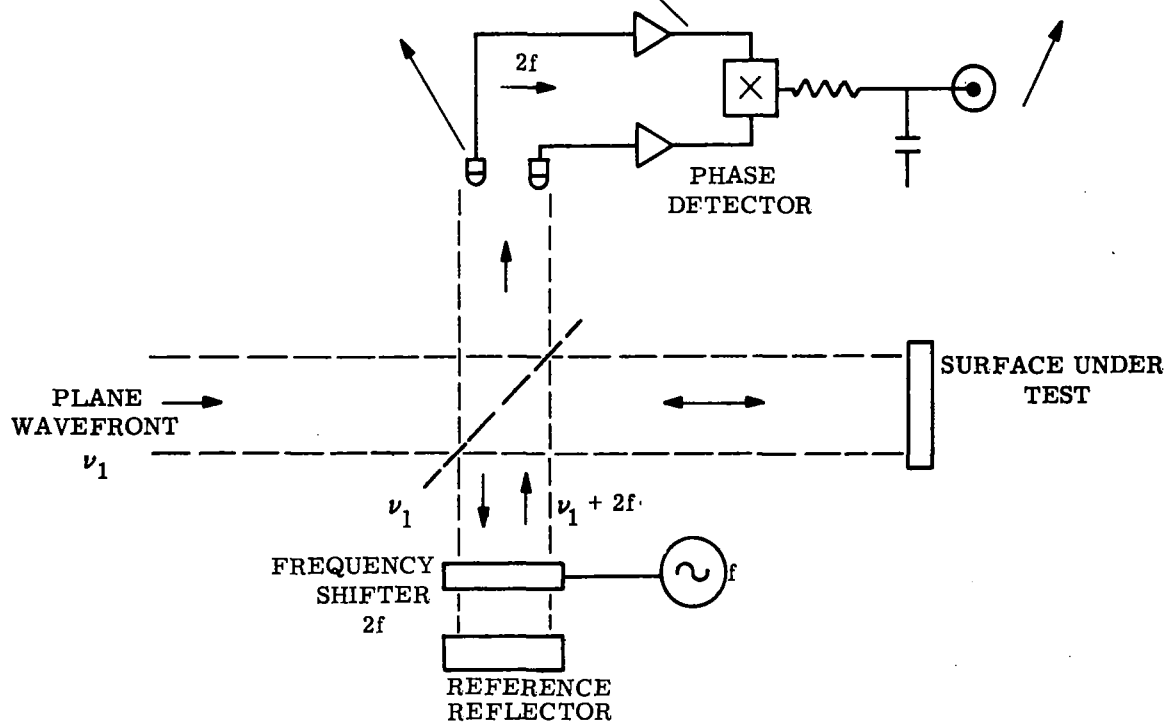 2f
PHASE
DETECTOR
SURFACE UNDER
TEST
PLANE
WAVEFRONT
ν₁
ν₁
ν₁ + 2f
FREQUENCY
SHIFTER
2f
f
REFERENCE
REFLECTOR